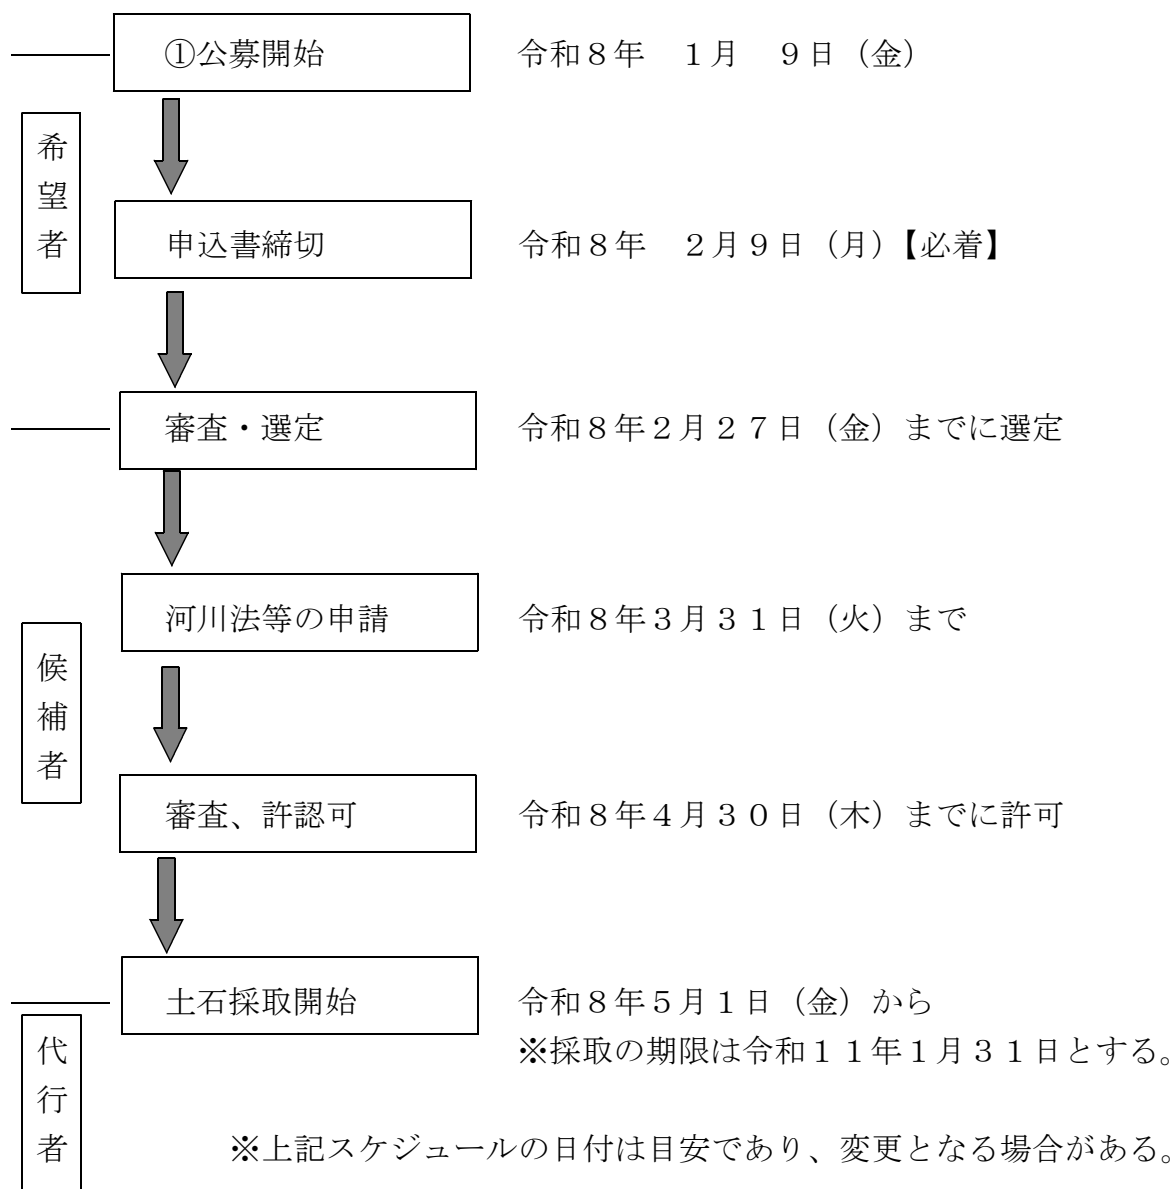 ①公募開始　令和８年　１月　９日（金）
希望者
申込書締切　令和８年　２月９日（月）【必着】
審査・選定　令和８年２月２７日（金）までに選定
河川法等の申請　令和８年３月３１日（火）まで
候補者
審査、許認可　令和８年４月３０日（木）までに許可
土石採取開始　令和８年５月１日（金）から
※採取の期限は令和１１年１月３１日とする。
代行者
※上記スケジュールの日付は目安であり、変更となる場合がある。